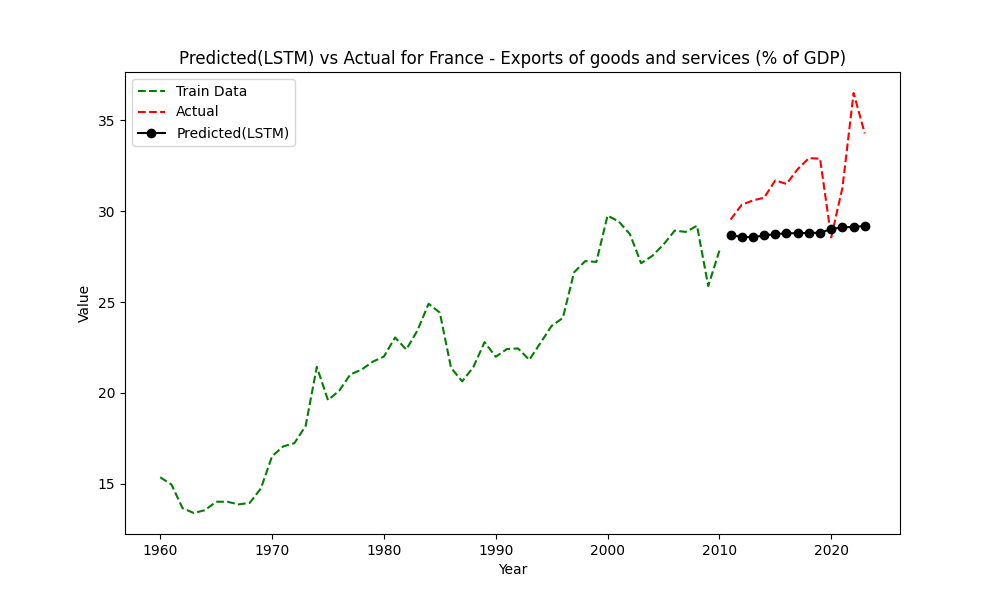 Predicted(LSTM) vs Actual for France - Exports of goods and services (% of GDP)
Train Data
Actual
Predicted(LSTM)
35
30
25
20
15
Value
1960 1970 1980 1990 2000 2010 2020
Year